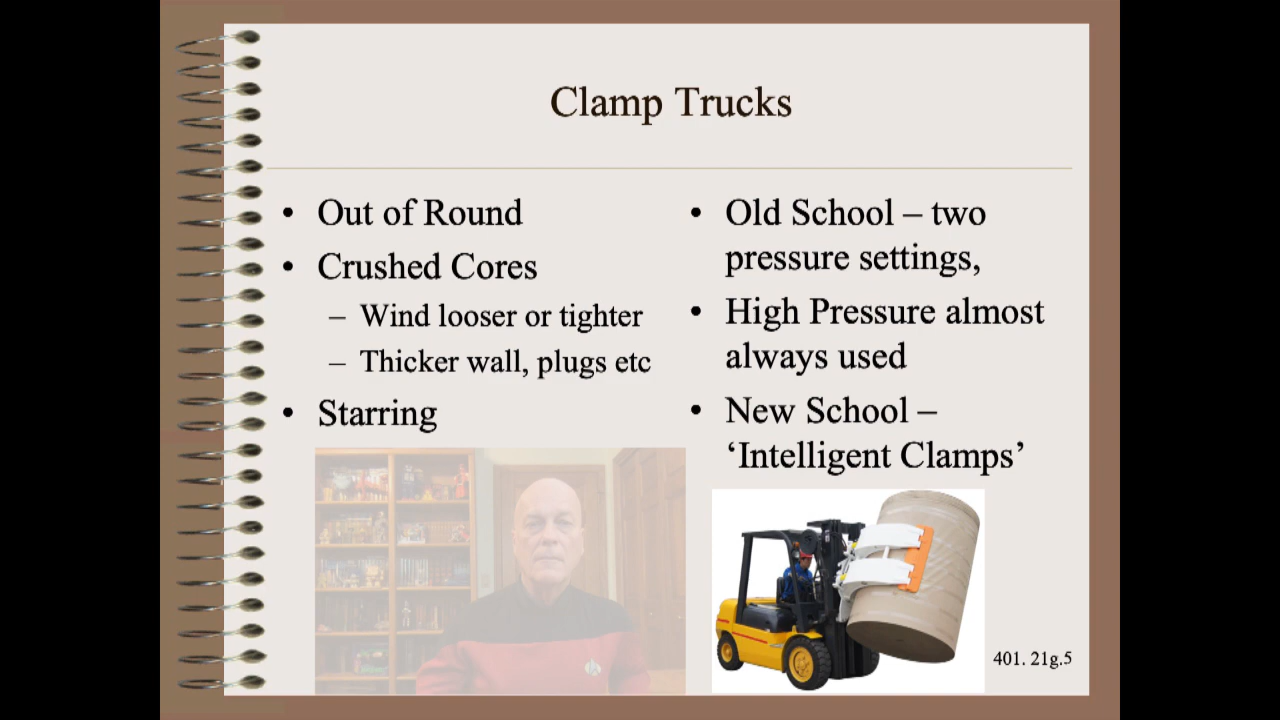 Clamp Trucks
• Out of Round
• Crushed Cores
– Wind looser or tighter
– Thicker wall, plugs etc
• Starring
• Old School – two
pressure settings,
• High Pressure almost
always used
• New School –
‘Intelligent Clamps’
401. 21g.5